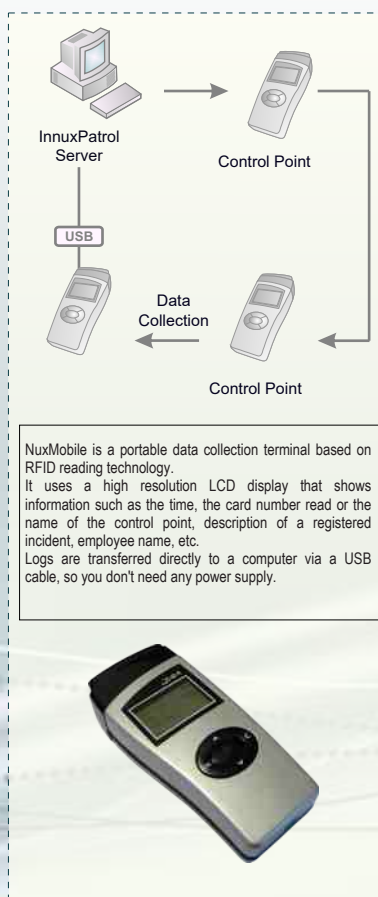 InnuxPatrol
Server
Control Point
USB
Data
Collection
Control Point
NuxMobile is a portable data collection terminal based on
RFID reading technology.
It uses a high resolution LCD display that shows
information such as the time, the card number read or the
name of the control point, description of a registered
incident, employee name, etc.
Logs are transferred directly to a computer via a USB
cable, so you don't need any power supply.